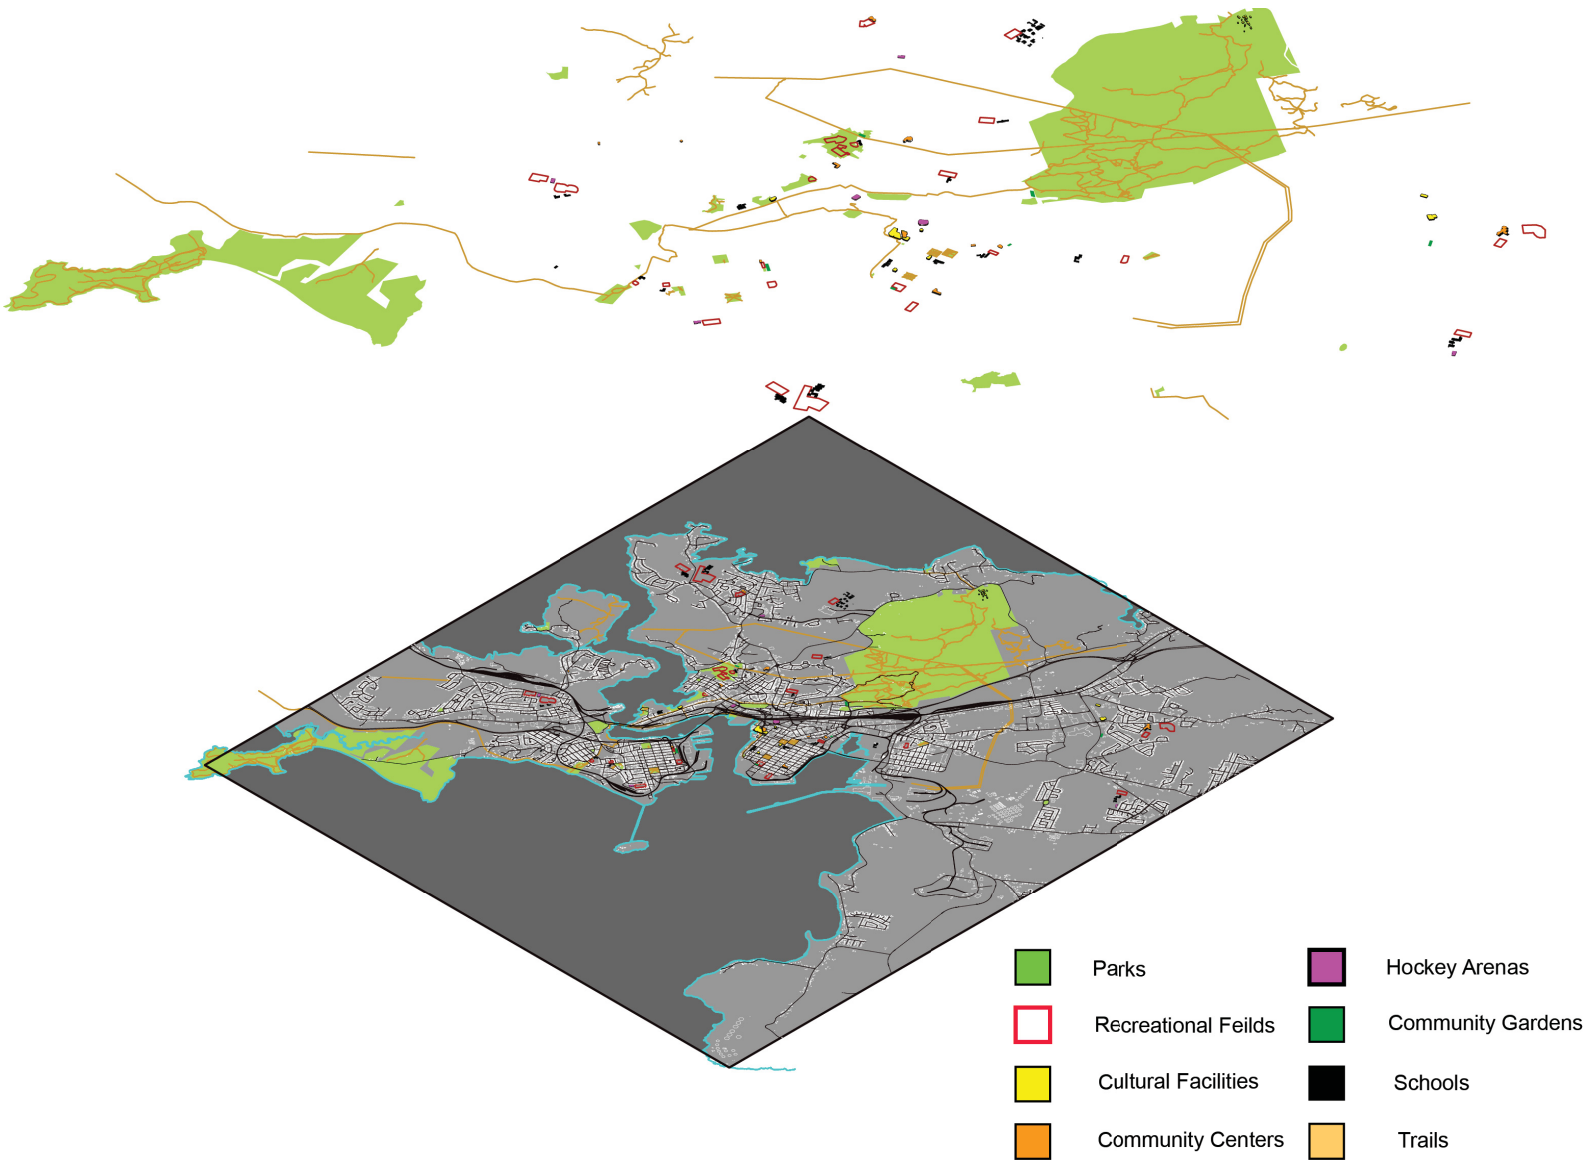 Parks
Hockey Arenas
Recreational Feilds
Community Gardens
Cultural Facilities
Schools
Community Centers
Trails